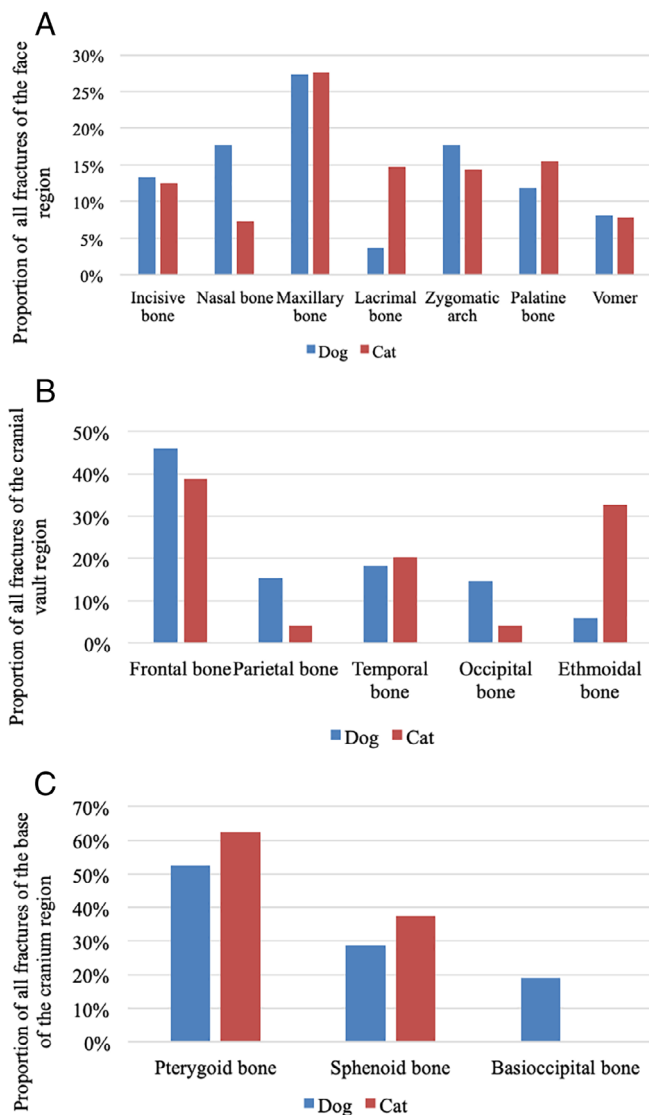 A
Proportion of all fractures of the face
region
30%
25%
20%
15%
10%
5%
0%
Incisive
bone
Nasal bone
Maxillary
bone
Lacrimal
bone
Zygomatic
arch
Palatine
bone
Vomer
Dog Cat
B
Proportion of all fractures of the cranial
vault region
50%
40%
30%
20%
10%
0%
Frontal bone
Parietal bone
Temporal
bone
Occipital
bone
Ethmoidal
bone
Dog Cat
C
Proportion of all fractures of the base
of the cranium region
70%
60%
50%
40%
30%
20%
10%
0%
Pterygoid bone
Sphenoid bone
Basioccipital bone
Dog Cat